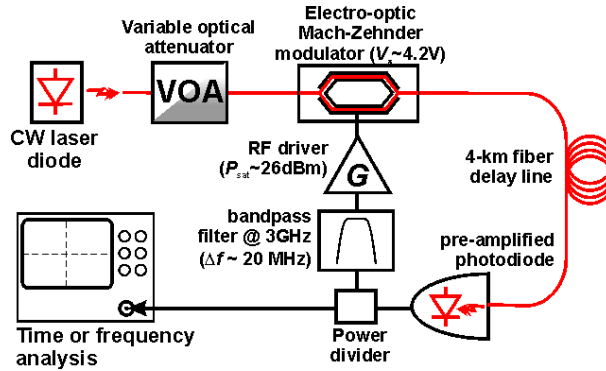 Variable optical
attenuator
Electro-optic
Mach-Zehnder
modulator (Vπ~4.2V)
VOA
CW laser
diode
RF driver
(Psat~26dBm)
G
4-km fiber
delay line
bandpass
filter @ 3GHz
(Δf ~ 20 MHz)
pre-amplified
photodiode
Power
divider
Time or frequency
analysis